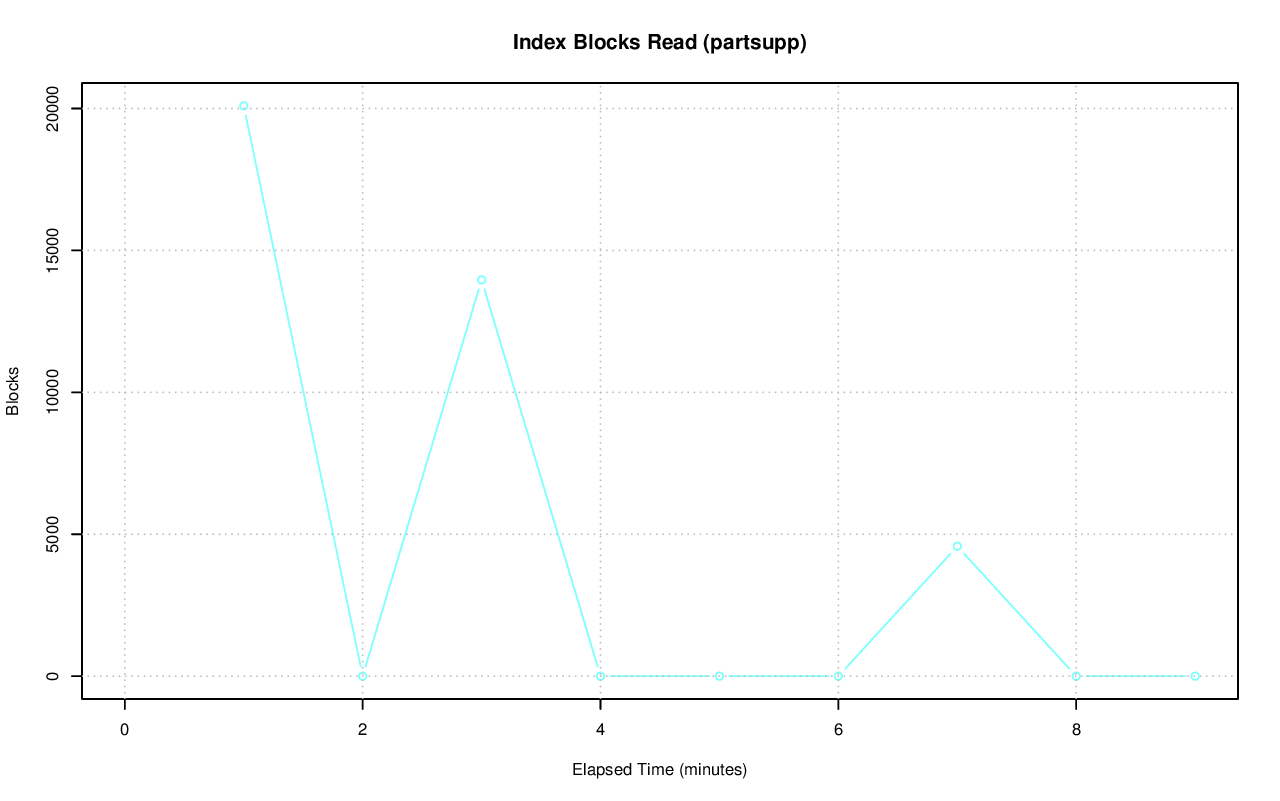 Index Blocks Read (partsupp)
20000
15000
10000
5000
0
Blocks
0 2 4 6 8
Elapsed Time (minutes)